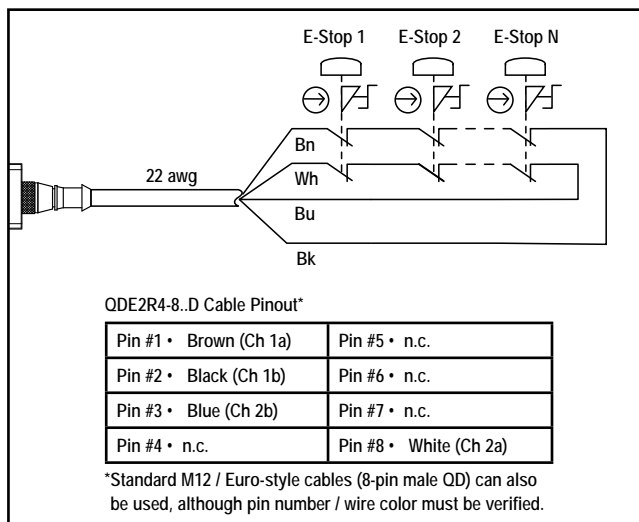 E-Stop 1 E-Stop 2 E-Stop N
Bn
22 awg
Wh
Bu
Bk
QDE2R4-8..D Cable Pinout*
Pin #1 • Brown (Ch 1a) Pin #5 • n.c.
Pin #2 • Black (Ch 1b) Pin #6 • n.c.
Pin #3 • Blue (Ch 2b) Pin #7 • n.c.
Pin #4 • n.c. Pin #8 • White (Ch 2a)
*Standard M12 / Euro-style cables (8-pin male QD) can also
be used, although pin number / wire color must be verified.